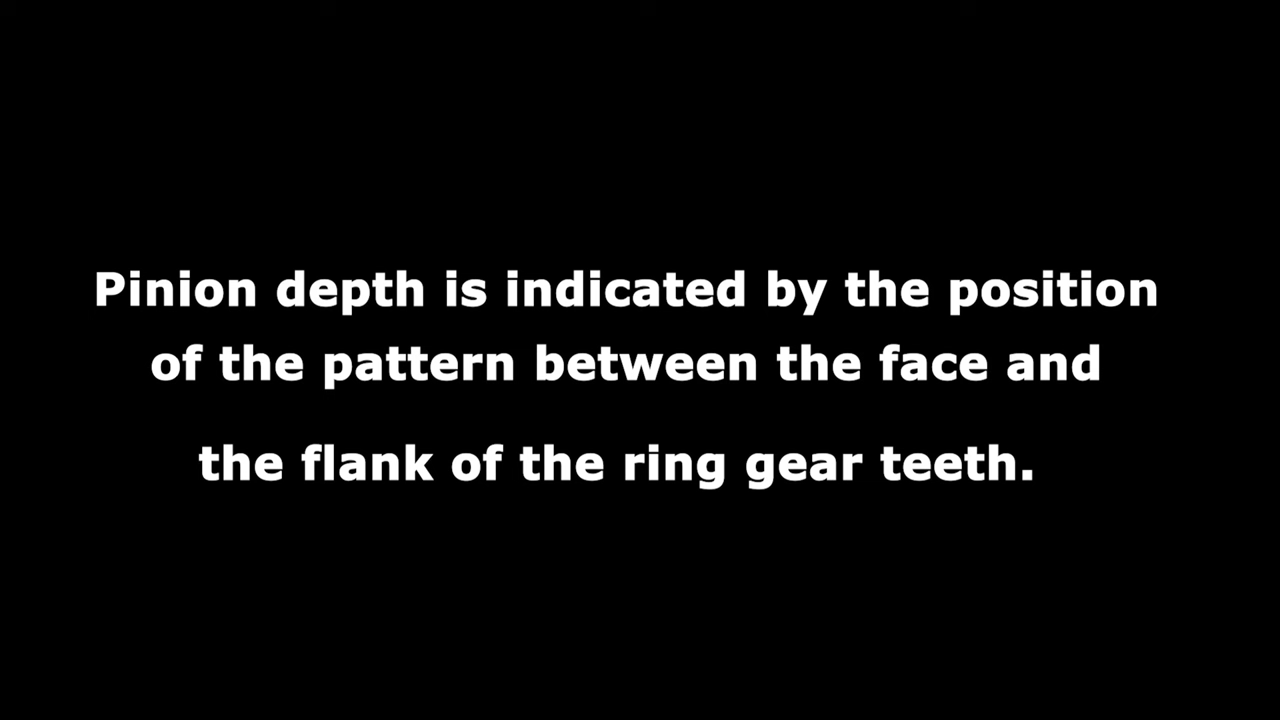 Pinion depth is indicated by the position
of the pattern between the face and
the flank of the ring gear teeth.